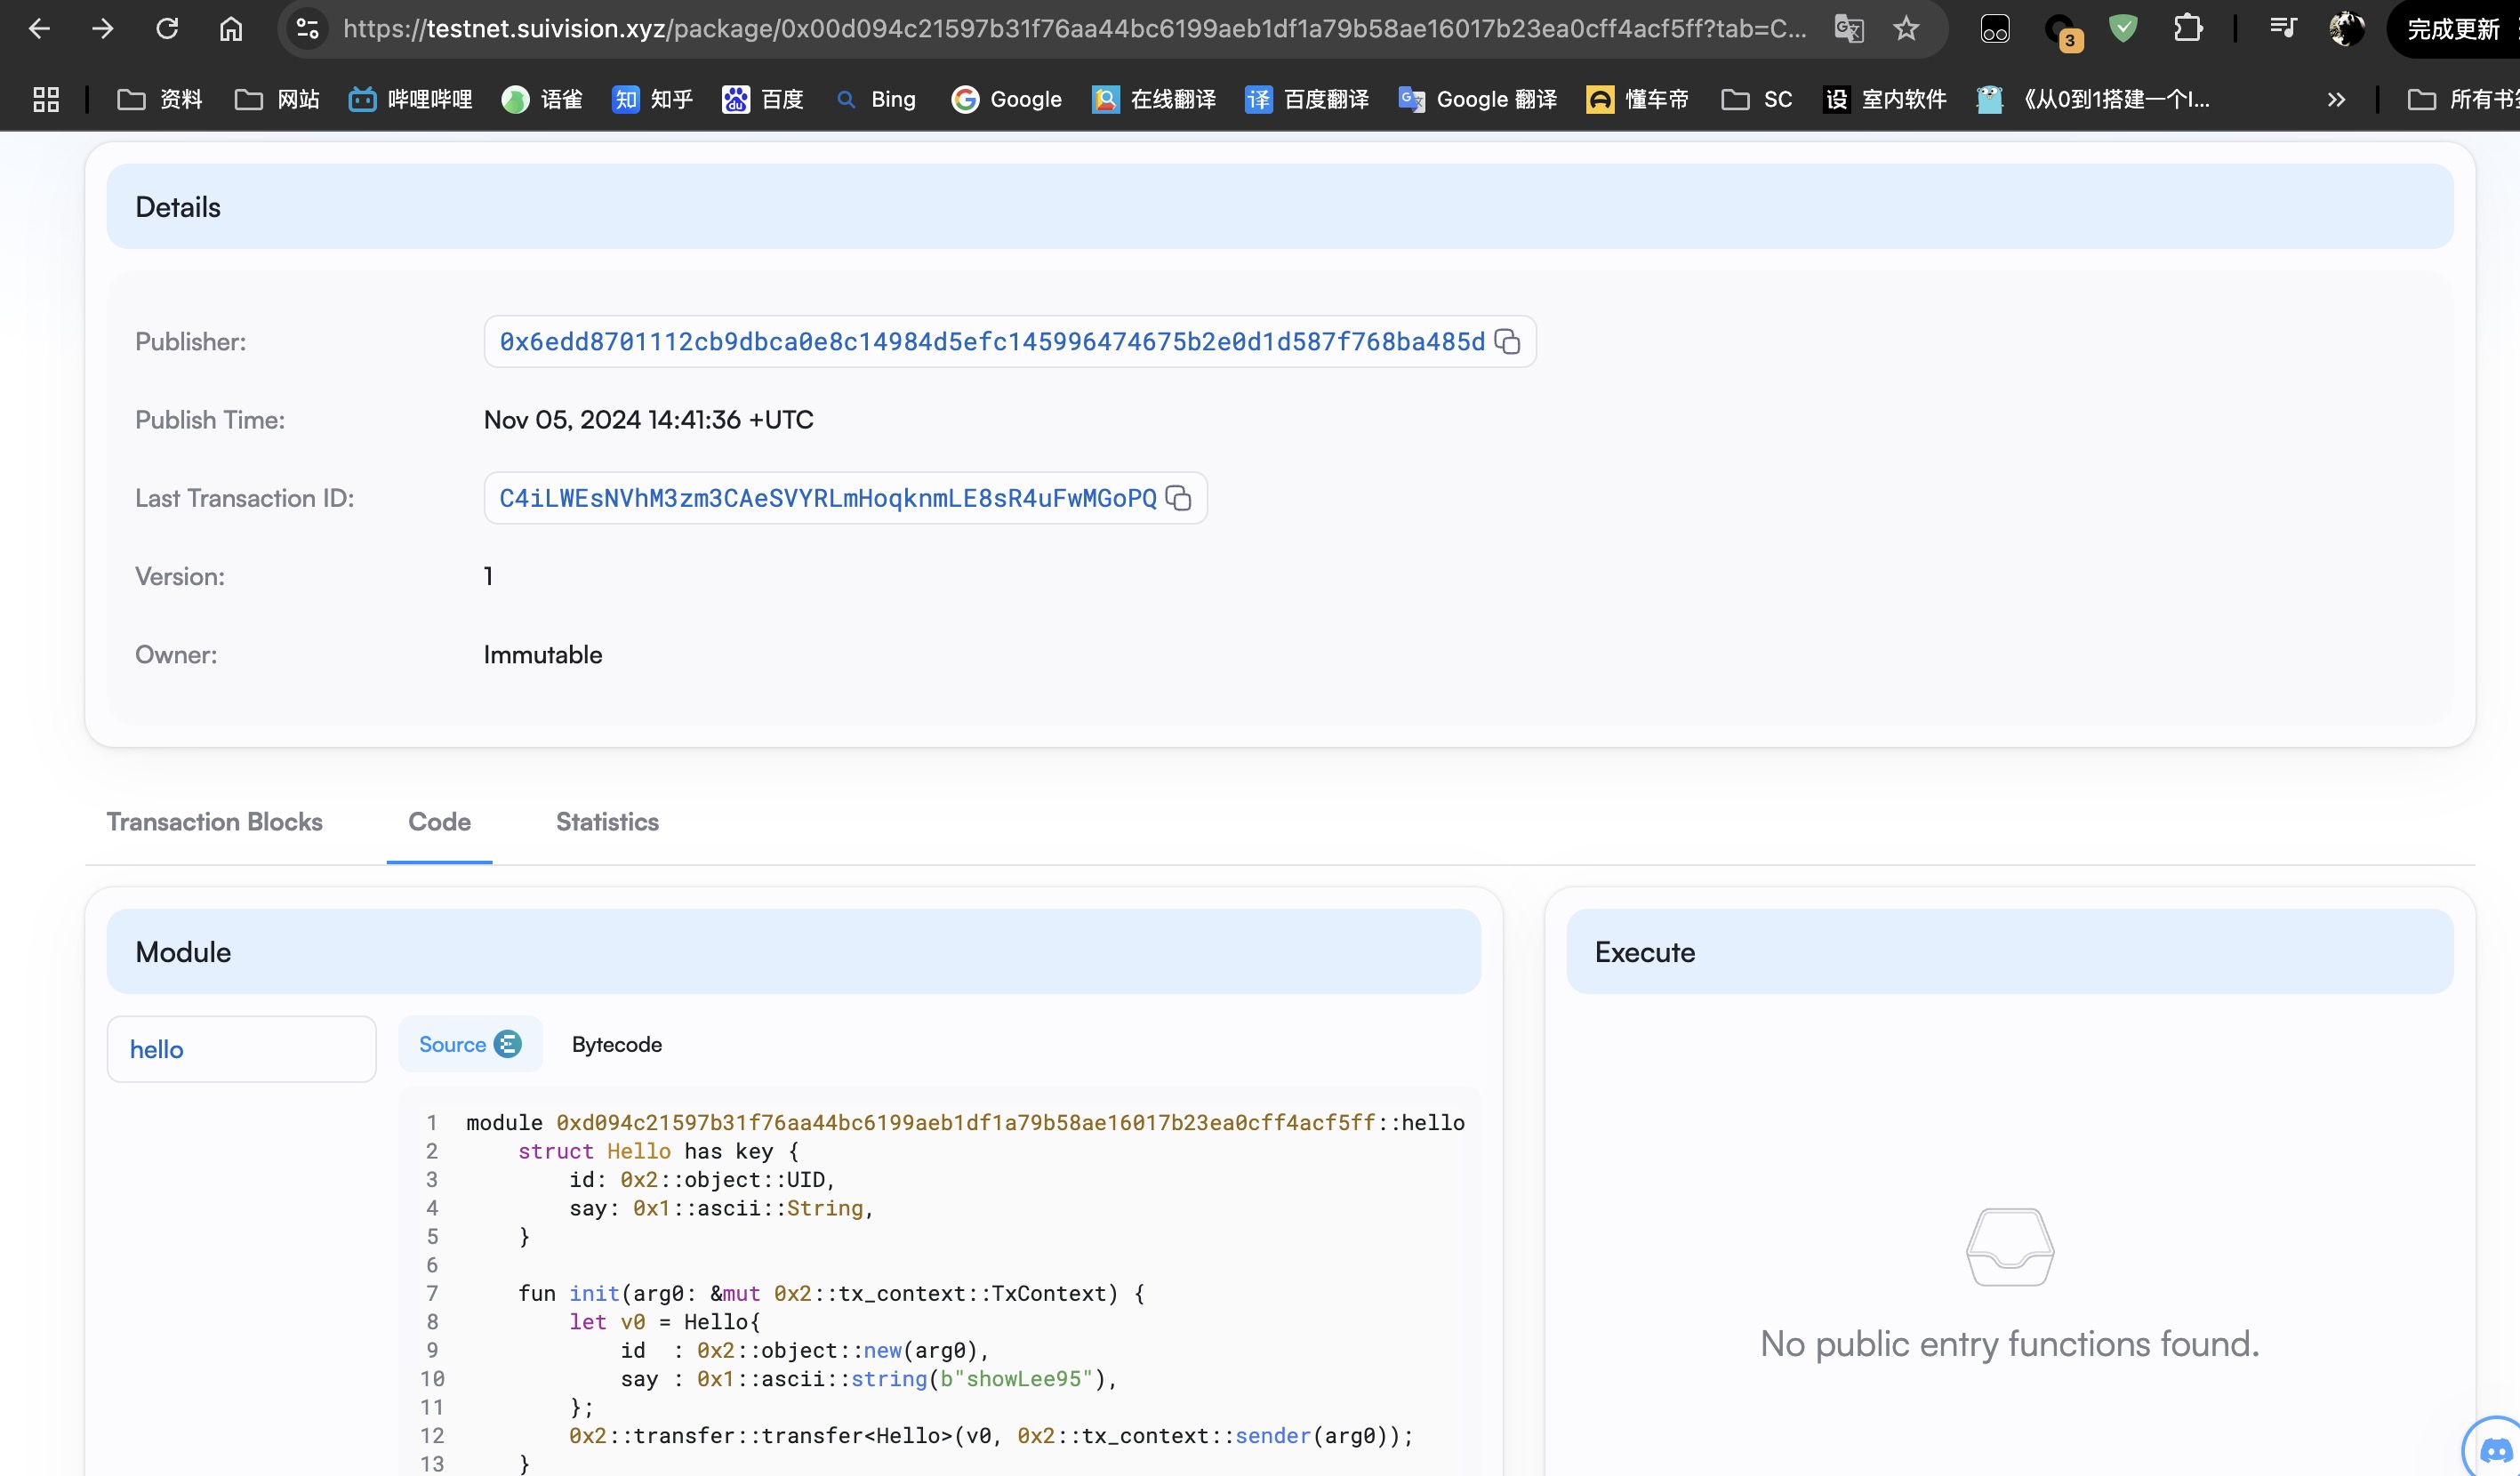 https://testnet.suivision.xyz/package/0x00d094c21597b31f76aa44bc6199aeb1df1a79b58ae16017b23ea0cff4acf5ff?tab=C...
3
完成更新
资料 网站 哔哩哔哩 语雀 知 知乎 du 百度 Bing Google 在线翻译 译 百度翻译 Google 翻译 懂车帝 SC 设 室内软件 《从0到1搭建一个I... 所有书签
Details
Publisher: 0x6edd8701112cb9dbca0e8c14984d5efc145996474675b2e0d1d587f768ba485d
Publish Time: Nov 05, 2024 14:41:36 +UTC
Last Transaction ID: C4iLWEsNVhM3zm3CAeSVYRLmHoqknmLE8sR4uFwMGoPQ
Version: 1
Owner: Immutable
Transaction Blocks Code Statistics
Module
hello
Source Bytecode
1 module 0xd094c21597b31f76aa44bc6199aeb1df1a79b58ae16017b23ea0cff4acf5ff::hello
2 struct Hello has key {
3 id: 0x2::object::UID,
4 say: 0x1::ascii::String,
5 }
6
7 fun init(arg0: &mut 0x2::tx_context::TxContext) {
8 let v0 = Hello{
9 id : 0x2::object::new(arg0),
10 say : 0x1::ascii::string(b"showLee95"),
11 };
12 0x2::transfer::transfer<Hello>(v0, 0x2::tx_context::sender(arg0));
13 }
Execute
No public entry functions found.